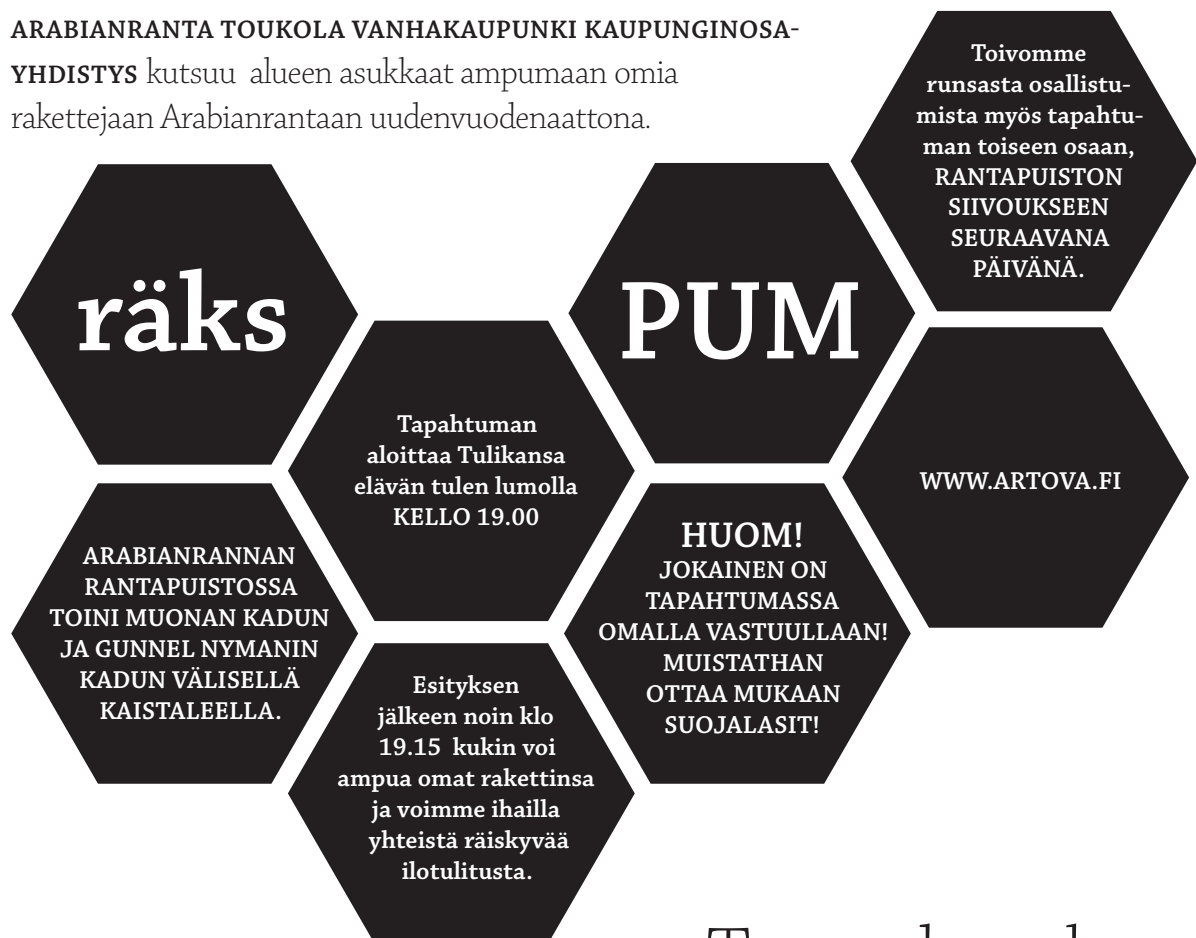 ARABIANRANTA TOUKOLA VANHAKAUPUNKI KAUPUNGINOSA-
YHDISTYS kutsuu alueen asukkaat ampumaan omia
rakettejaan Arabianrantaan uudenvuodenaattona.
Toivomme
runsasta osallistu-
mista myös tapahtu-
man toiseen osaan,
RANTAPUISTON
SIIVOUKSEEN
SEURAAVANA
PÄIVÄNÄ.
räks
PUM
Tapahtuman
aloittaa Tulikansa
elävän tulen lumolla
KELLO 19.00
WWW.ARTOVA.FI
ARABIANRANNAN
RANTAPUISTOSSA
TOINI MUONAN KADUN
JA GUNNEL NYMANIN
KADUN VÄLISELLÄ
KAISTALEELLA.
HUOM!
JOKAINEN ON
TAPAHTUMASSA
OMALLA VASTUULLAAN!
MUISTATHAN
OTTAA MUKAAN
SUOJALASIT!
Esityksen
jälkeen noin klo
19.15 kukin voi
ampua omat rakettinsa
ja voimme ihailla
yhteistä räiskyvää
ilotulitusta.